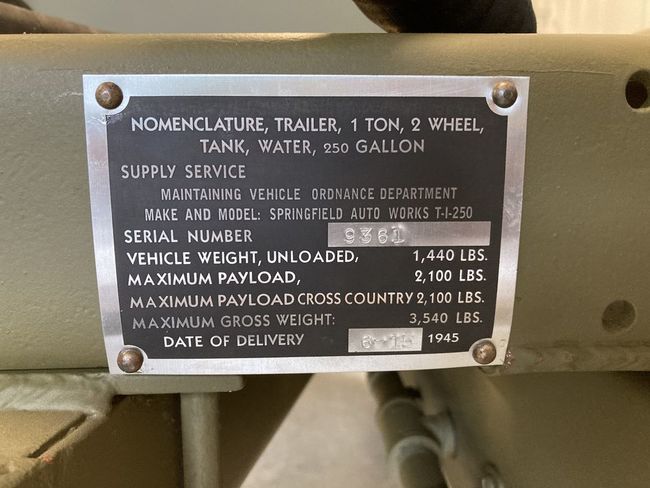 NOMENCLATURE, TRAILER, 1 TON, 2 WHEEL,
TANK, WATER, 250 GALLON
SUPPLY SERVICE
MAINTAINING VEHICLE ORDNANCE DEPARTMENT
MAKE AND MODEL: SPRINGFIELD AUTO WORKS T-1-250
SERIAL NUMBER 9361
VEHICLE WEIGHT, UNLOADED, 1,440 LBS.
MAXIMUM PAYLOAD, 2,100 LBS.
MAXIMUM PAYLOAD CROSS COUNTRY 2,100 LBS.
MAXIMUM GROSS WEIGHT: 3,540 LBS.
DATE OF DELIVERY 1945